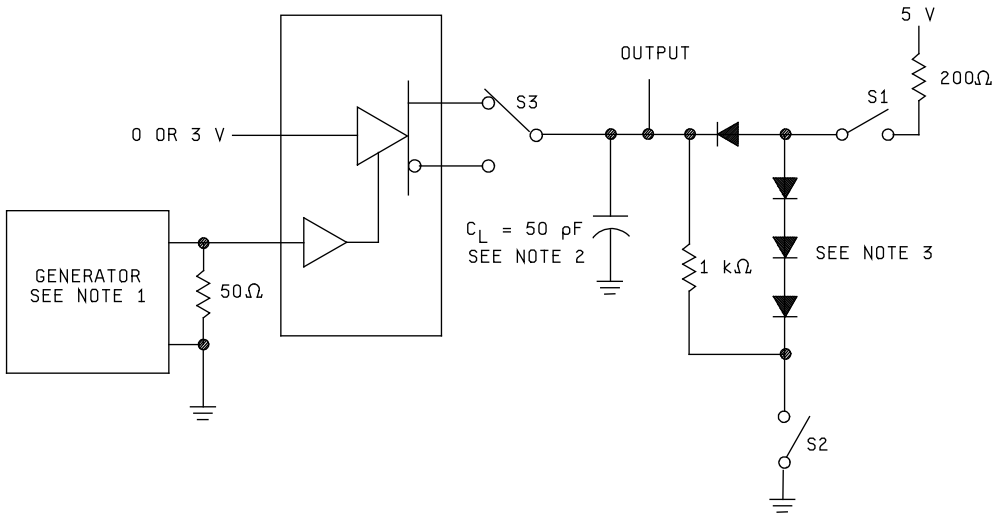 5 V
200Ω
OUTPUT
S1
S3
0 OR 3 V
CL = 50 pF
SEE NOTE 2
1 kΩ
SEE NOTE 3
GENERATOR
SEE NOTE 1
50Ω
S2